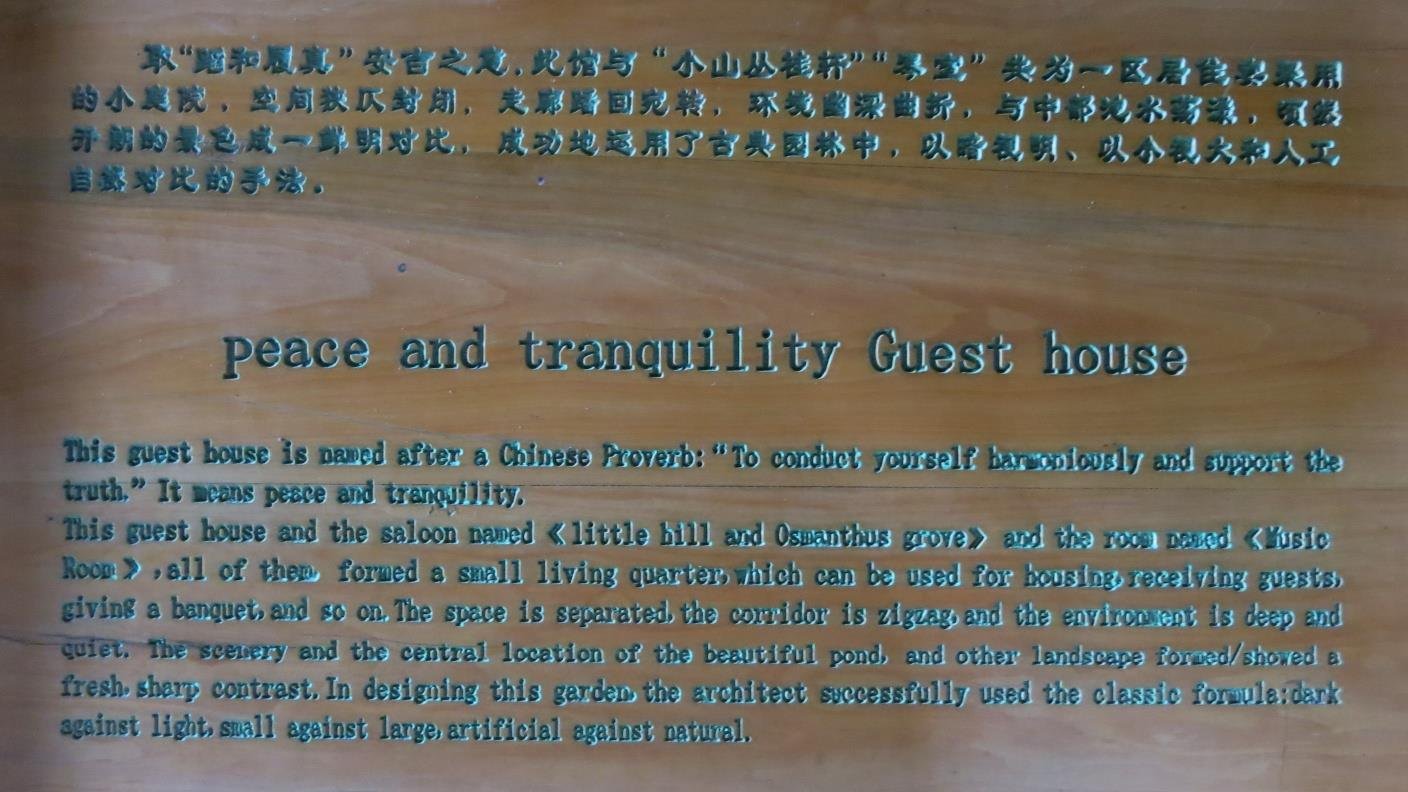 取“蹈和履真”安吉之意，此馆与“小山丛桂轩”“琴室”共为一区居住宴聚用
的小庭院，空间狭仄封闭，走廊踏回宛转，环境幽深曲折，与中部池水荡漾，顷豁
开朗的景色成一鲜明对比，成功地运用了古典园林中，以暗衬明、以小衬大和人工
自然对比的手法。
peace and tranquility Guest house
This guest house is named after a Chinese Proverb: “To conduct yourself harmoniously and support the
truth.” It means peace and tranquility.
This guest house and the saloon named《little hill and Osmanthus grove》 and the room named《Music
Room》,all of them, formed a small living quarter,which can be used for housing,receiving guests,
giving a banquet,and so on.The space is separated,the corridor is zigzag,and the environment is deep and
quiet. The scenery and the central location of the beautiful pond, and other landscape formed/showed a
fresh,sharp contrast.In designing this garden,the architect successfully used the classic formula:dark
against light,small against large,artificial against natural.